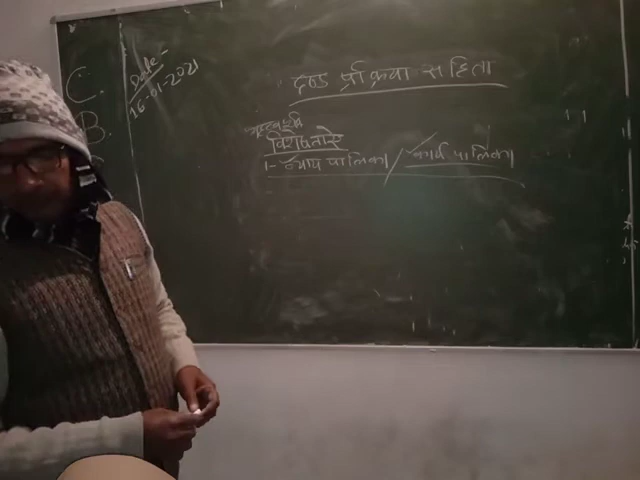 C.
Date:-
16-01-2021
B.
दण्ड प्रक्रिया संहिता
विशेषतायें
1- न्याय पालिका / कार्य पालिका